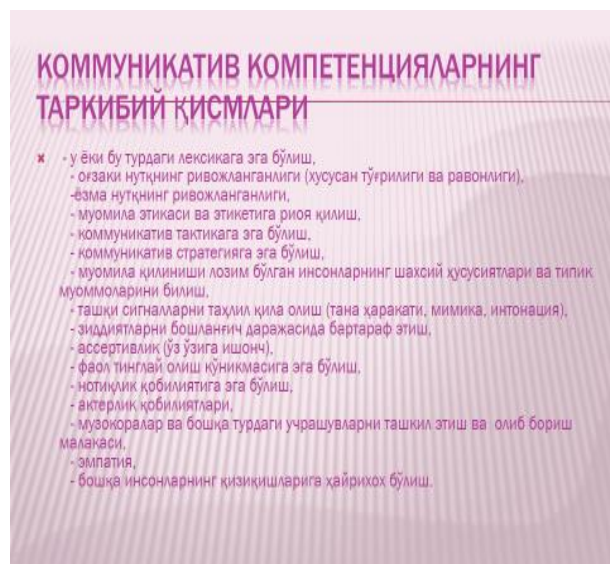 КОММУНИКАТИВ КОМПЕТЕНЦИЯЛАРНИНГ
ТАРКИБИЙ ҚИСМЛАРИ
- у ёки бу турдаги лексикага эга бўлиш,
- оғзаки нутқнинг ривожланганлиги (хусусан тўғрилиги ва равонлиги),
-ёзма нутқнинг ривожланганлиги,
- муомила этикаси ва этикетига риоя қилиш,
- коммуникатив тактикага эга бўлиш,
- коммуникатив стратегияга эга бўлиш,
- муомила қилиниши лозим бўлган инсонларнинг шахсий ҳусусиятлари ва типик
муоммоларини билиш,
- ташқи сигналларни таҳлил қила олиш (тана ҳаракати, мимика, интонация),
- зиддиятларни бошланғич даражасида бартараф этиш,
- ассертивлик (ўз ўзига ишонч),
- фаол тинглай олиш кўникмасига эга бўлиш,
- нотиқлик қобилиятига эга бўлиш,
- актерлик қобилиятлари,
- музокоралар ва бошқа турдаги учрашувларни ташкил этиш ва олиб бориш
малакаси,
- эмпатия,
- бошқа инсонларнинг қизиқишларига ҳайрихох бўлиш.